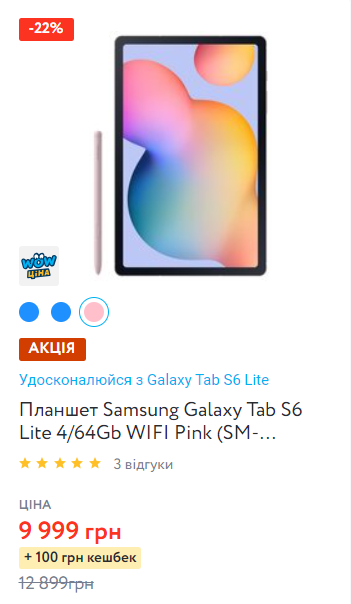 -22%
WOW
ЦІНА
АКЦІЯ
Удосконалюйся з Galaxy Tab S6 Lite
Планшет Samsung Galaxy Tab S6
Lite 4/64Gb WIFI Pink (SM-...
3 відгуки
ЦІНА
9 999 грн
+ 100 грн кешбек
12 899грн